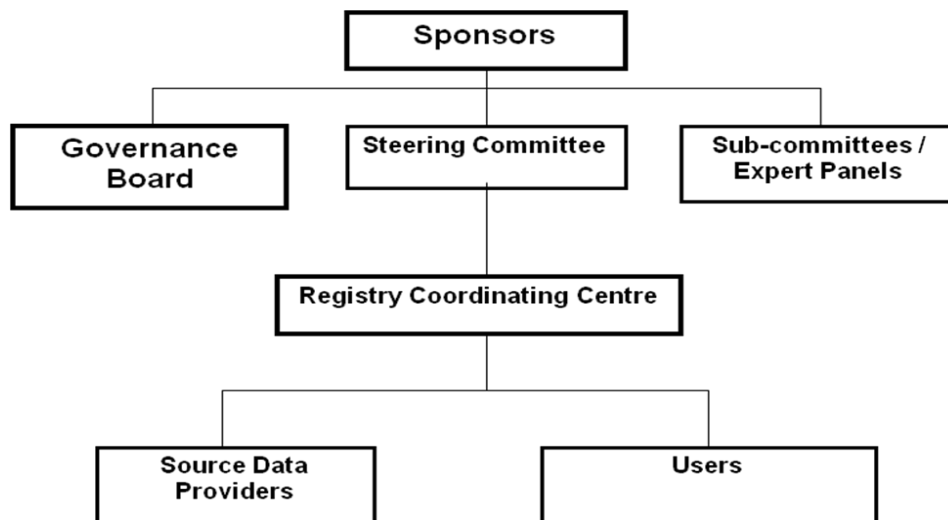 Sponsors
Governance
Board
Steering Committee
Sub-committees /
Expert Panels
Registry Coordinating Centre
Source Data
Providers
Users